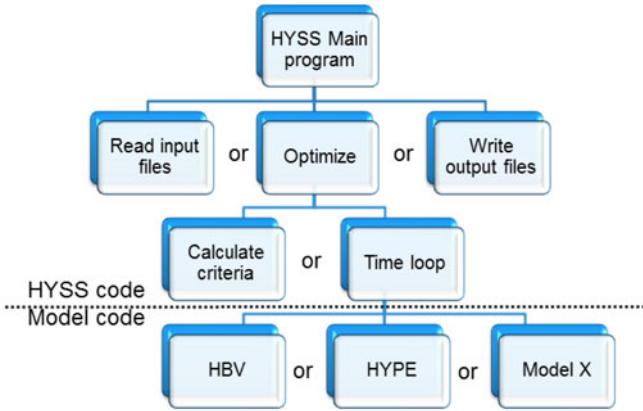 HYSS Main
program
Read input
files
or
Optimize
or
Write
output files
Calculate
criteria
or
Time loop
HYSS code
Model code
HBV
or
HYPE
or
Model X